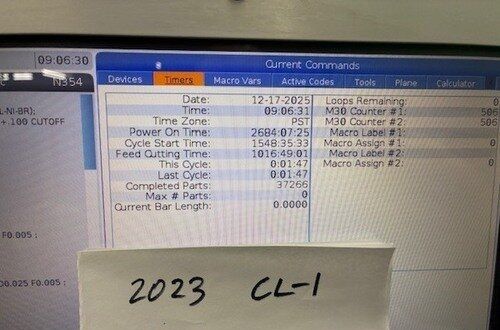 09:06:30
N354
L-NI-BR);
+ .100 CUTOFF
F0.005 ;
0.025 F0.005 ;
Current Commands
Devices Timers Macro Vars Active Codes Tools Plane Calculator
Date: 12-17-2025
Time: 09:06:31
Time Zone: PST
Power On Time: 2684:07:25
Cycle Start Time: 1548:35:33
Feed Cutting Time: 1016:49:01
This Cycle: 0:01:47
Last Cycle: 0:01:47
Completed Parts: 37266
Max # Parts: 0
Current Bar Length: 0.0000
Loops Remaining:
M30 Counter #1: 506
M30 Counter #2: 506
Macro Label #1:
Macro Assign #1: 0
Macro Label #2:
Macro Assign #2: 0
2023 CL-1